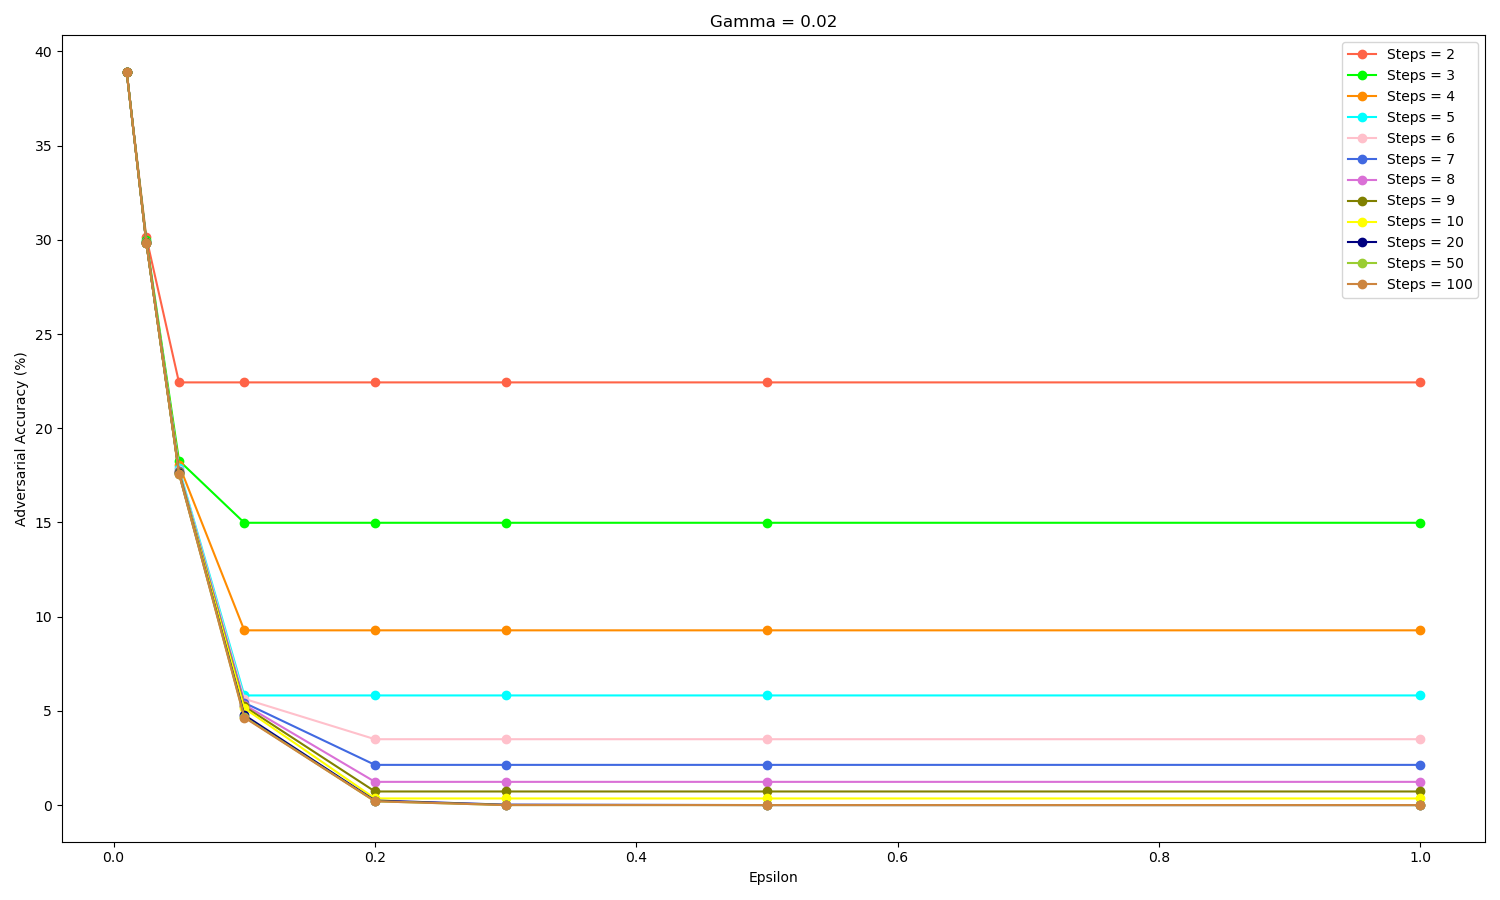 Gamma = 0.02
Adversarial Accuracy (%)
40
35
30
25
20
15
10
5
0
Steps = 2
Steps = 3
Steps = 4
Steps = 5
Steps = 6
Steps = 7
Steps = 8
Steps = 9
Steps = 10
Steps = 20
Steps = 50
Steps = 100
0.0 0.2 0.4 0.6 0.8 1.0
Epsilon